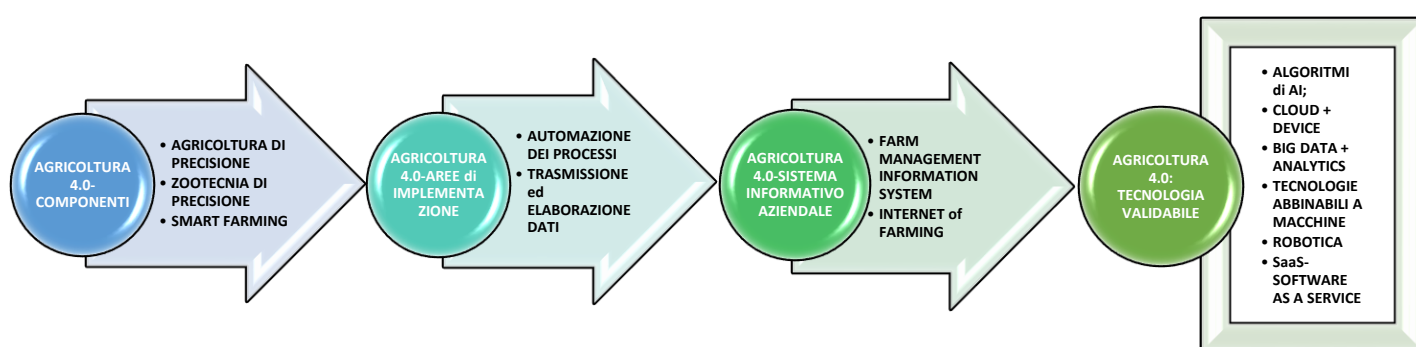 AGRICOLTURA
4.0-
COMPONENTI
• AGRICOLTURA DI
PRECISIONE
• ZOOTECNIA DI
PRECISIONE
• SMART FARMING
AGRICOLTURA
4.0-AREE di
IMPLEMENTA
ZIONE
• AUTOMAZIONE
DEI PROCESSI
• TRASMISSIONE
ed
ELABORAZIONE
DATI
AGRICOLTURA
4.0-SISTEMA
INFORMATIVO
AZIENDALE
• FARM
MANAGEMENT
INFORMATION
SYSTEM
• INTERNET of
FARMING
AGRICOLTURA
4.0:
TECNOLOGIA
VALIDABILE
• ALGORITMI
di AI;
• CLOUD +
DEVICE
• BIG DATA +
ANALYTICS
• TECNOLOGIE
ABBINABILI A
MACCHINE
• ROBOTICA
• SaaS-
SOFTWARE
AS A SERVICE